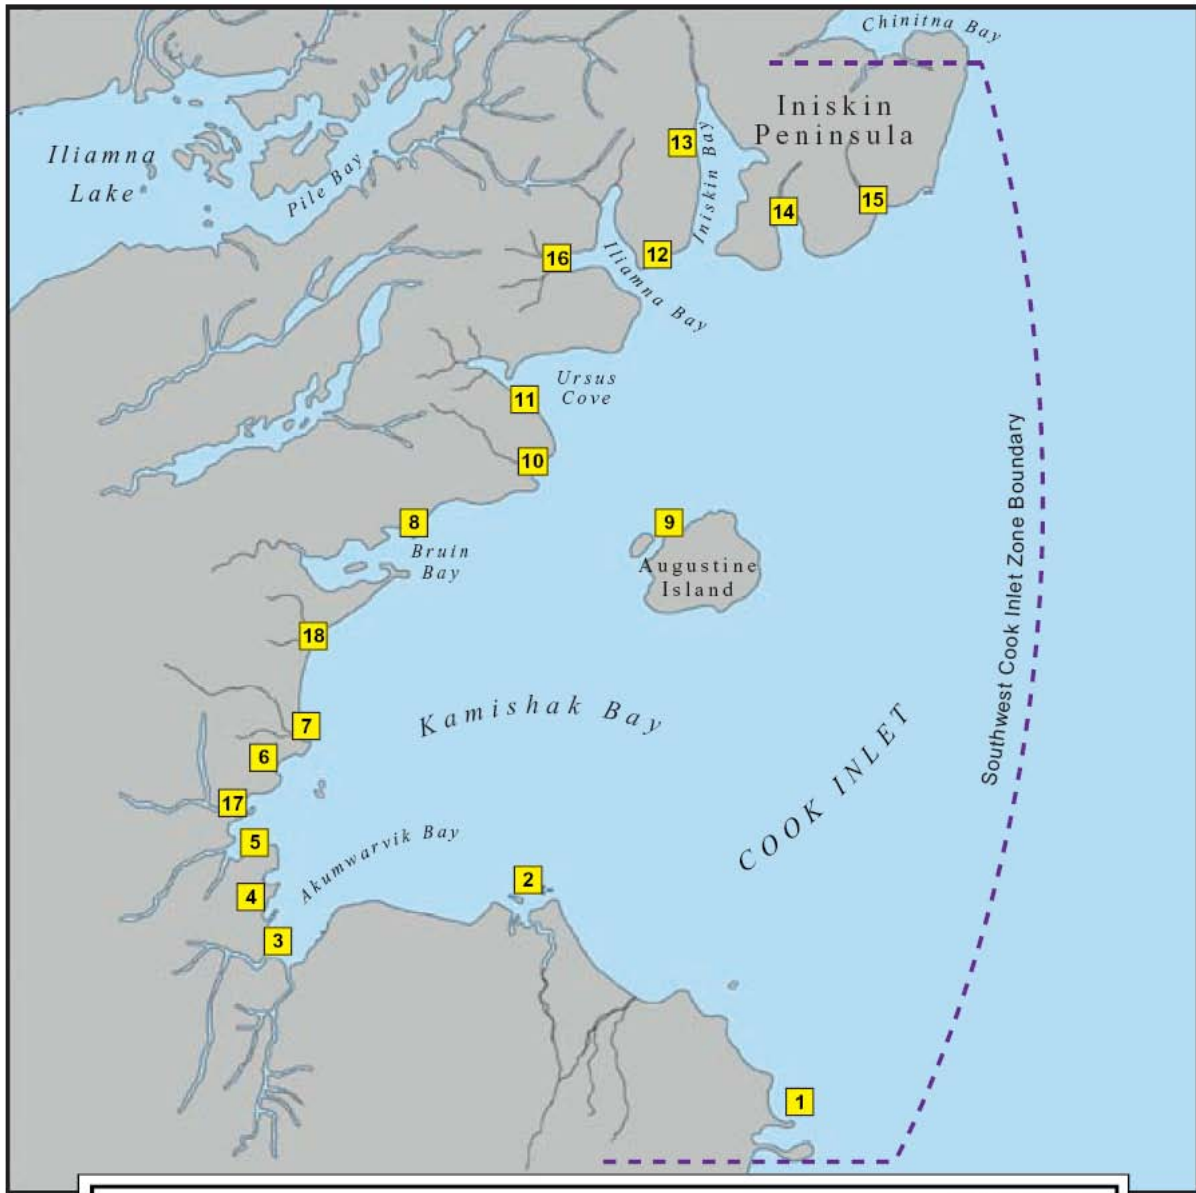 Chinitna Bay
Iniskin
Peninsula
13
Iniskin Bay
Iliamna
Lake
Pile Bay
14
15
12
16
Iliamna Bay
Ursus
Cove
11
10
8
9
Bruin
Bay
Augustine
Island
Southwest Cook Inlet Zone Boundary
18
Kamishak Bay
7
6
COOK INLET
17
5
Akumwarvik Bay
2
4
3
1